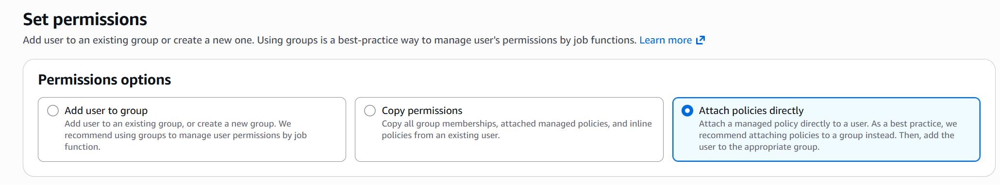 Set permissions
Add user to an existing group or create a new one. Using groups is a best-practice way to manage user's permissions by job functions. Learn more
Permissions options
Add user to group
Add user to an existing group, or create a new group. We
recommend using groups to manage user permissions by job
function.
Copy permissions
Copy all group memberships, attached managed policies, and inline
policies from an existing user.
Attach policies directly
Attach a managed policy directly to a user. As a best practice, we
recommend attaching policies to a group instead. Then, add the
user to the appropriate group.